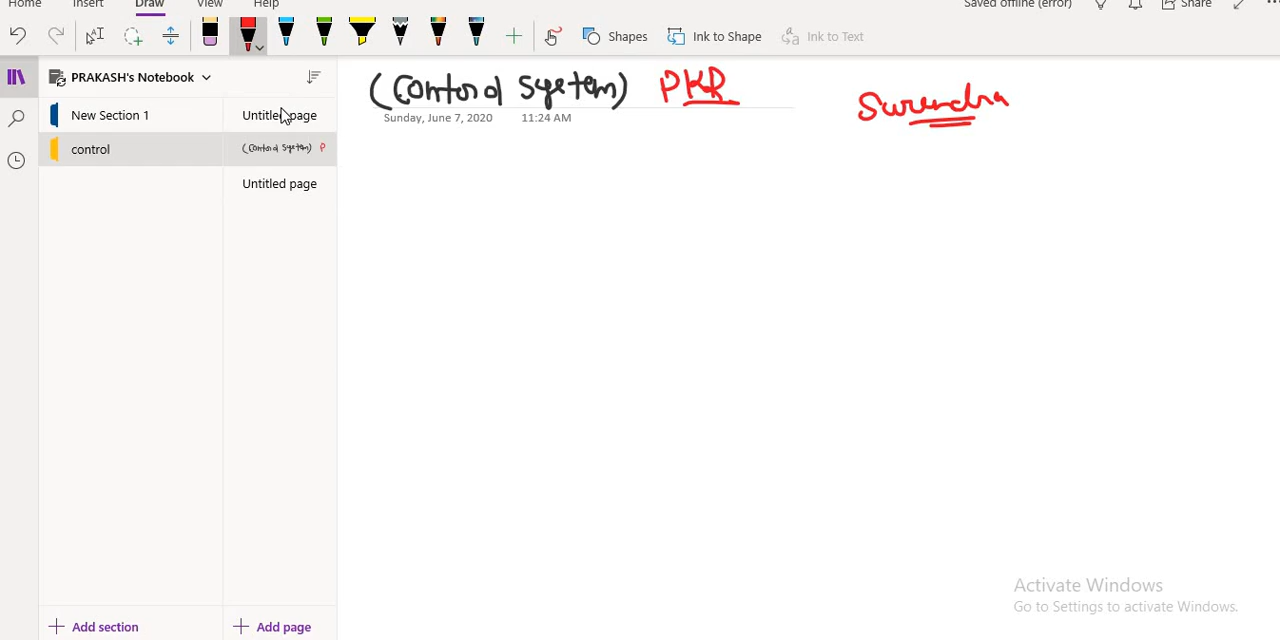 Home Insert Draw View Help Saved offline (error) Share
Shapes Ink to Shape Ink to Text
PRAKASH's Notebook
New Section 1
control
Untitled page
(Control System) P
Untitled page
(Control System) PKR
Surendra
Sunday, June 7, 2020 11:24 AM
Activate Windows
Go to Settings to activate Windows.
Add section
Add page